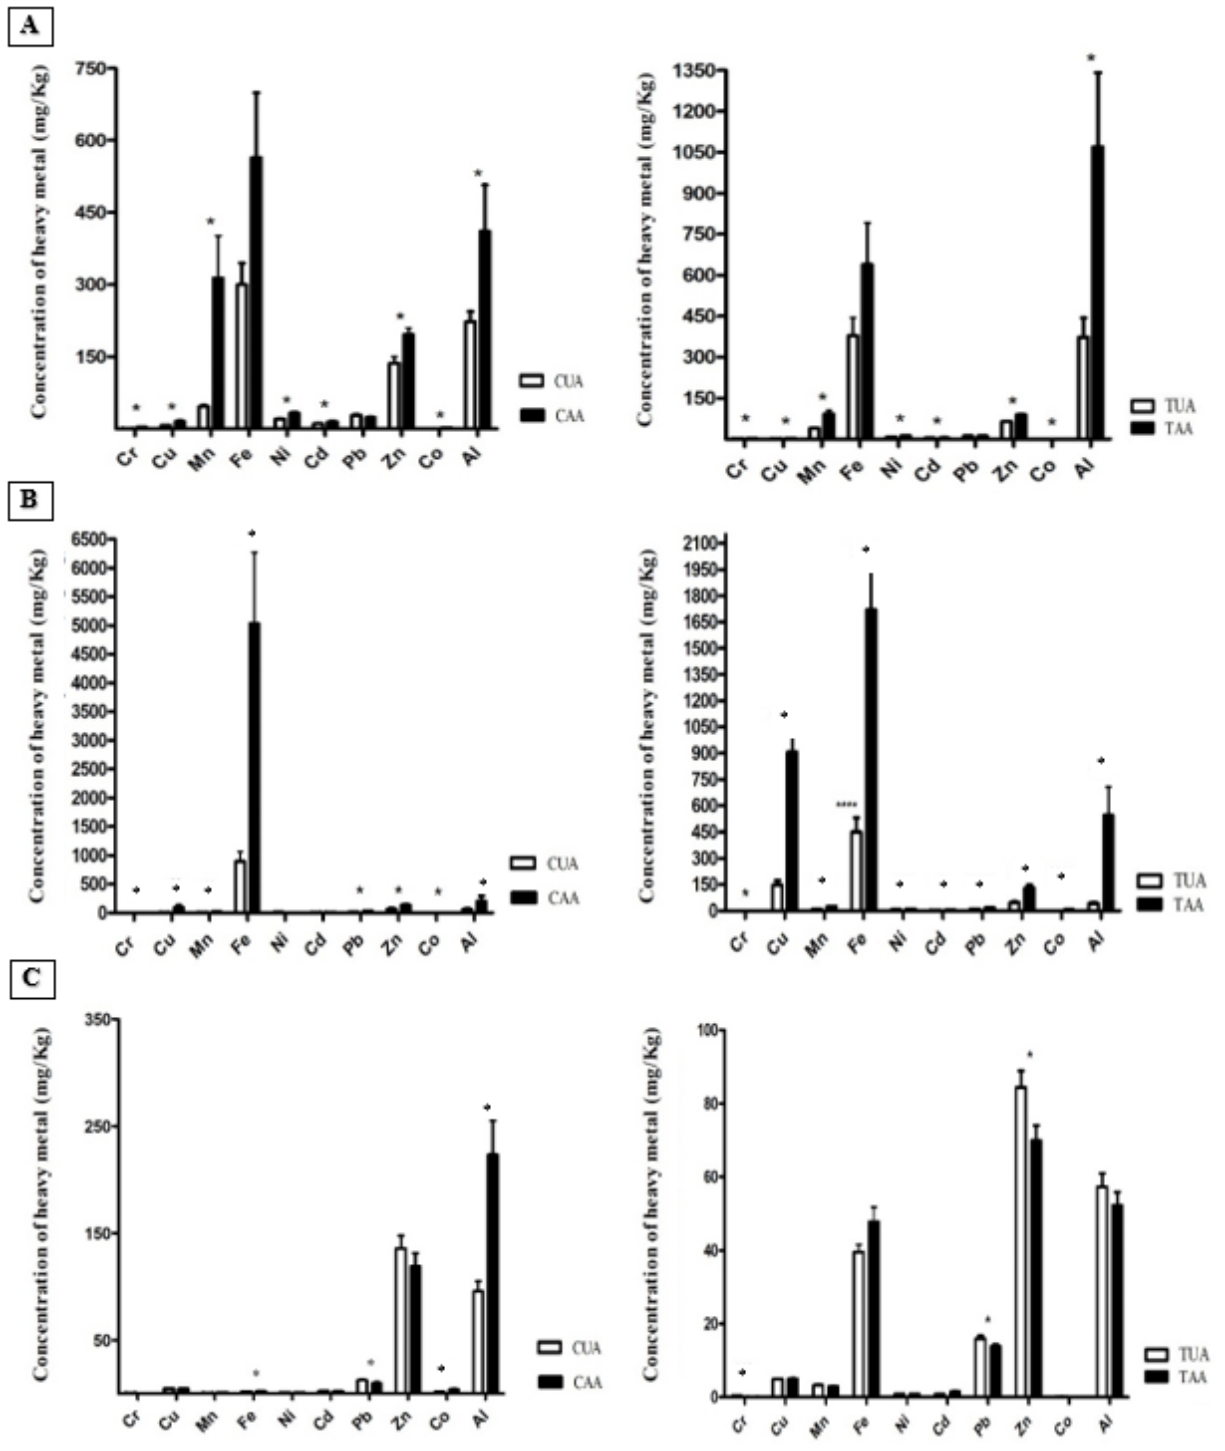 A
Concentration of heavy metal (mg/Kg)
750
600
450
300
150
* * * * * * * *
CUA
CAA
Cr Cu Mn Fe Ni Cd Pb Zn Co Al
Concentration of heavy metal (mg/Kg)
1350
1200
1050
900
750
600
450
300
150
* * * * * * * *
TUA
TAA
Cr Cu Mn Fe Ni Cd Pb Zn Co Al
B
Concentration of heavy metal (mg/Kg)
6500
6000
5500
5000
4500
4000
3500
3000
2500
2000
1500
1000
500
0
* * * * * * * *
CUA
CAA
Cr Cu Mn Fe Ni Cd Pb Zn Co Al
Concentration of heavy metal (mg/Kg)
2100
1950
1800
1650
1500
1350
1200
1050
900
750
600
450
300
150
0
* * * **** * * * * * * *
TUA
TAA
Cr Cu Mn Fe Ni Cd Pb Zn Co Al
C
Concentration of heavy metal (mg/Kg)
350
250
150
50
* * * *
CUA
CAA
Cr Cu Mn Fe Ni Cd Pb Zn Co Al
Concentration of heavy metal (mg/Kg)
100
80
60
40
20
0
* * *
TUA
TAA
Cr Cu Mn Fe Ni Cd Pb Zn Co Al